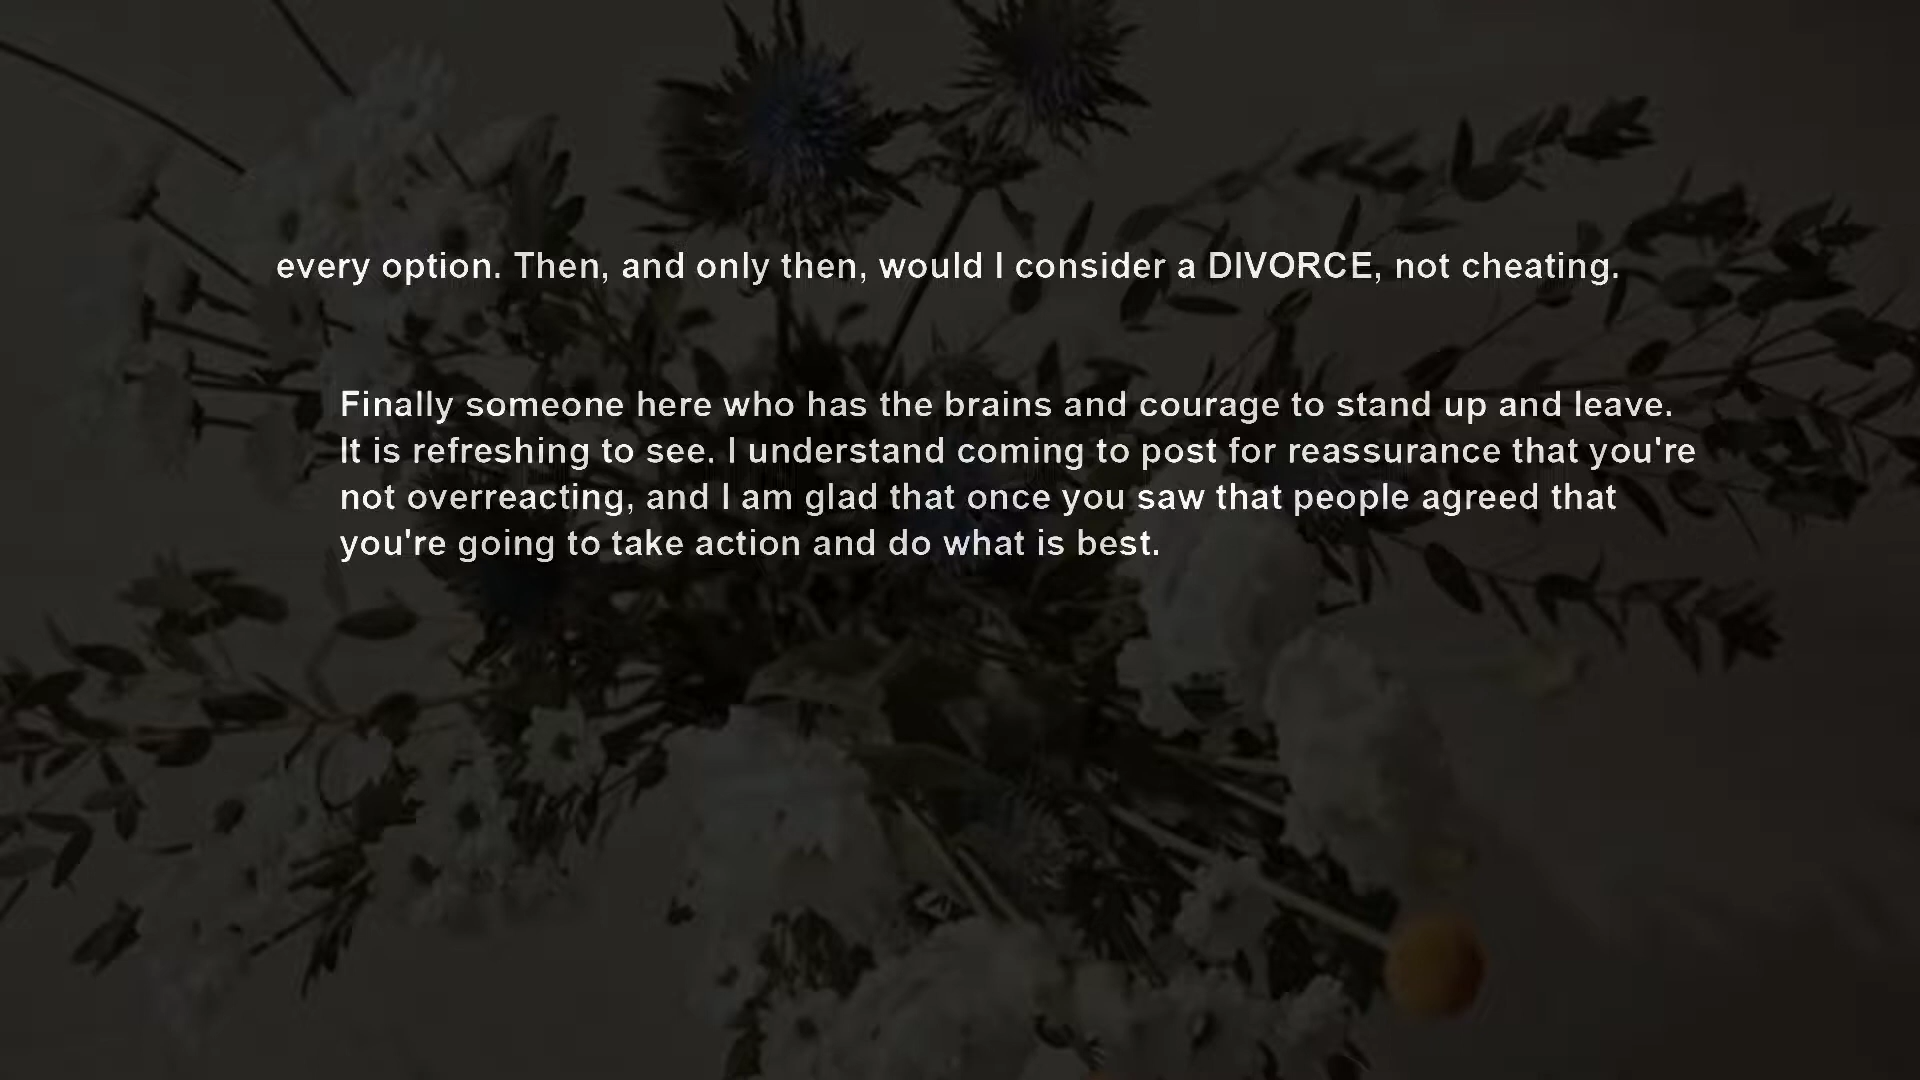 every option. Then, and only then, would I consider a DIVORCE, not cheating.
Finally someone here who has the brains and courage to stand up and leave.
It is refreshing to see. I understand coming to post for reassurance that you're
not overreacting, and I am glad that once you saw that people agreed that
you're going to take action and do what is best.